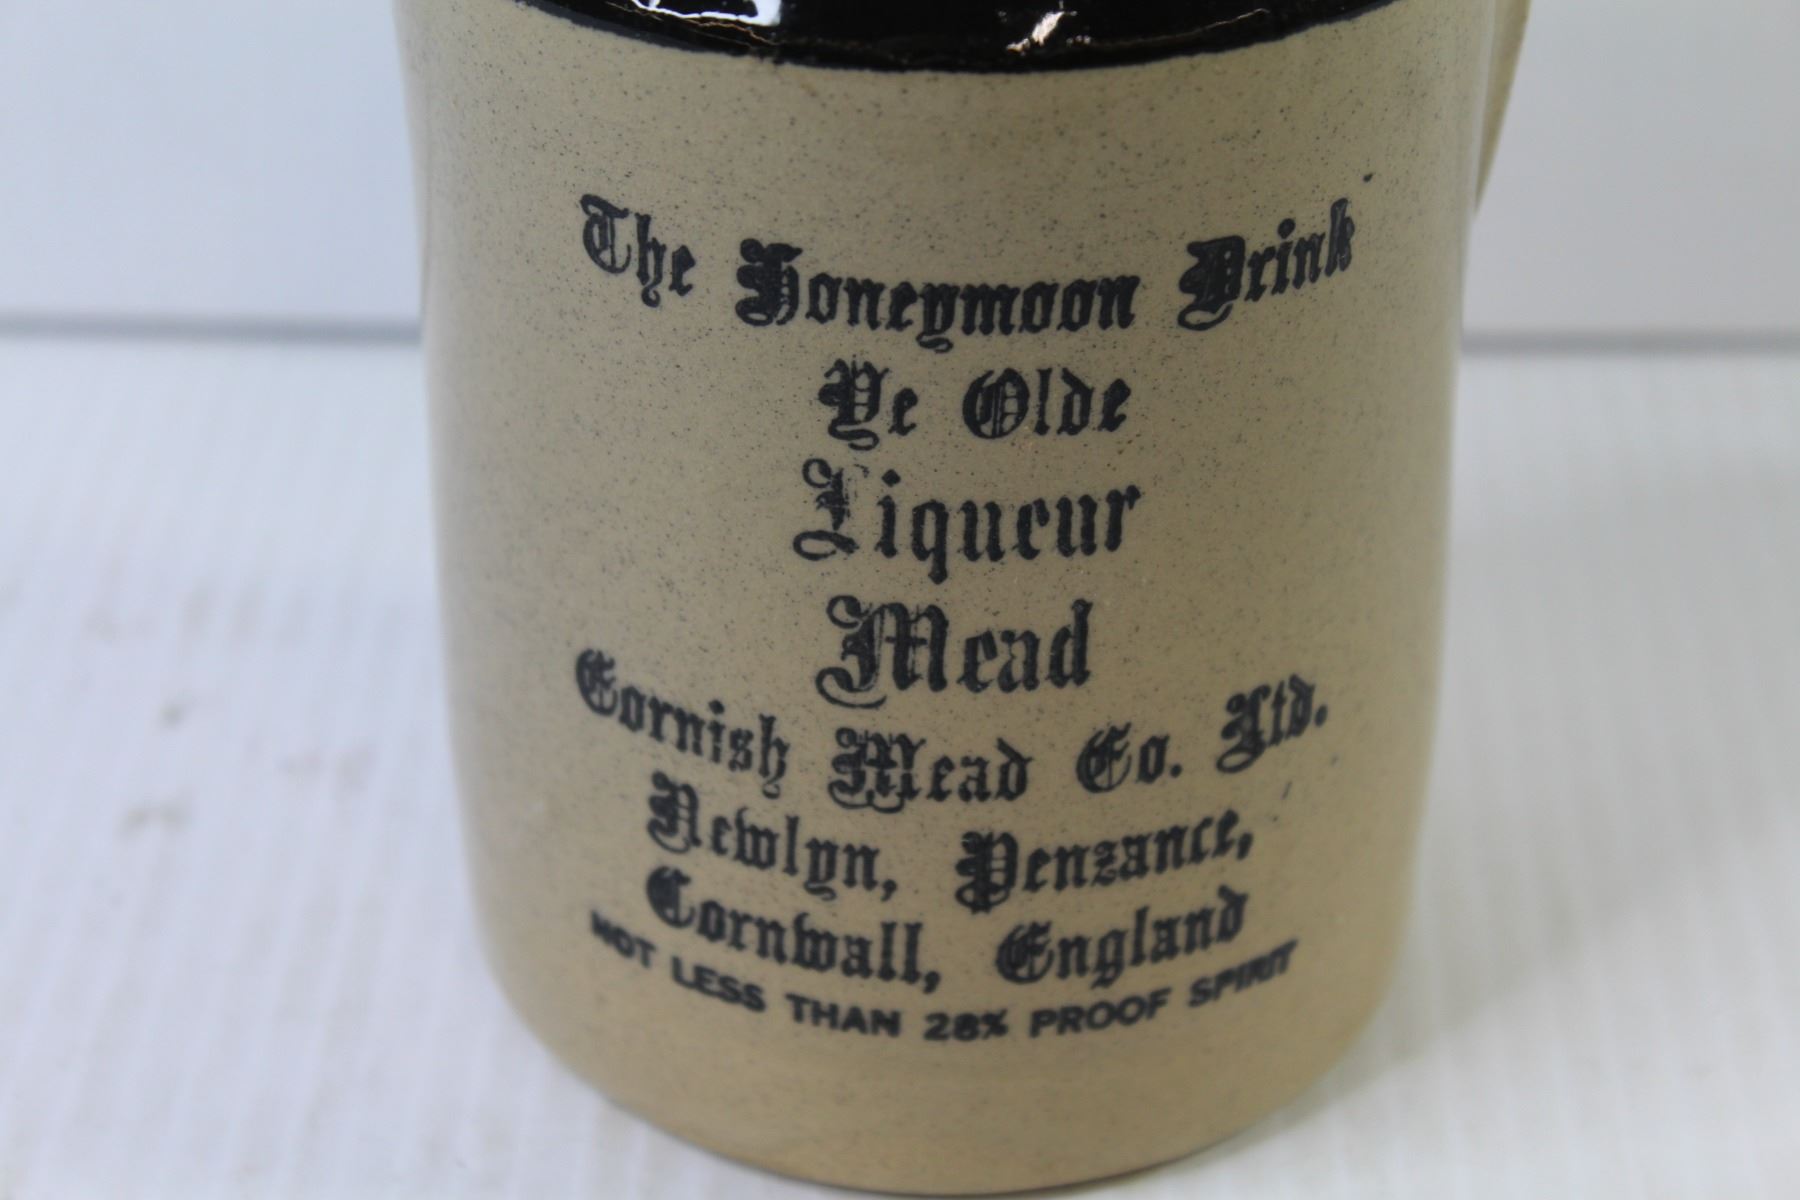 The Honeymoon Drink
Ye Olde
Liqueur
Mead
Cornish Mead Co. Ltd.
Newlyn, Penzance,
Cornwall, England
NOT LESS THAN 28% PROOF SPIRIT